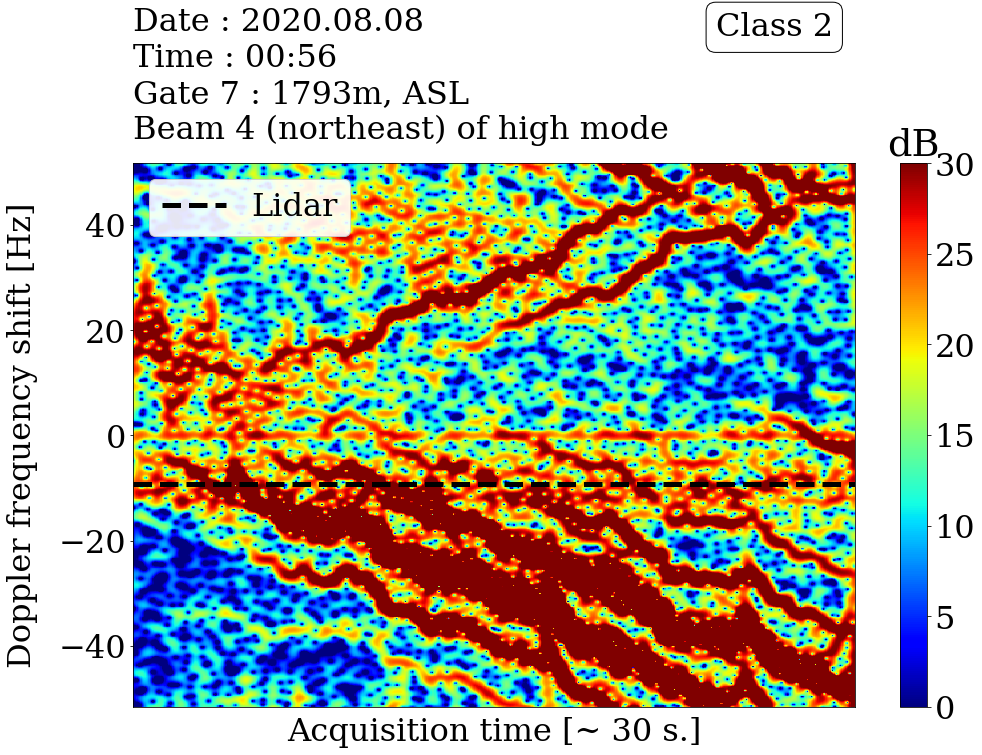 Date : 2020.08.08
Time : 00:56
Gate 7 : 1793m, ASL
Beam 4 (northeast) of high mode
Class 2
dB
Lidar
Doppler frequency shift [Hz]
40
20
0
−20
−40
Acquisition time [~ 30 s.]
30
25
20
15
10
5
0